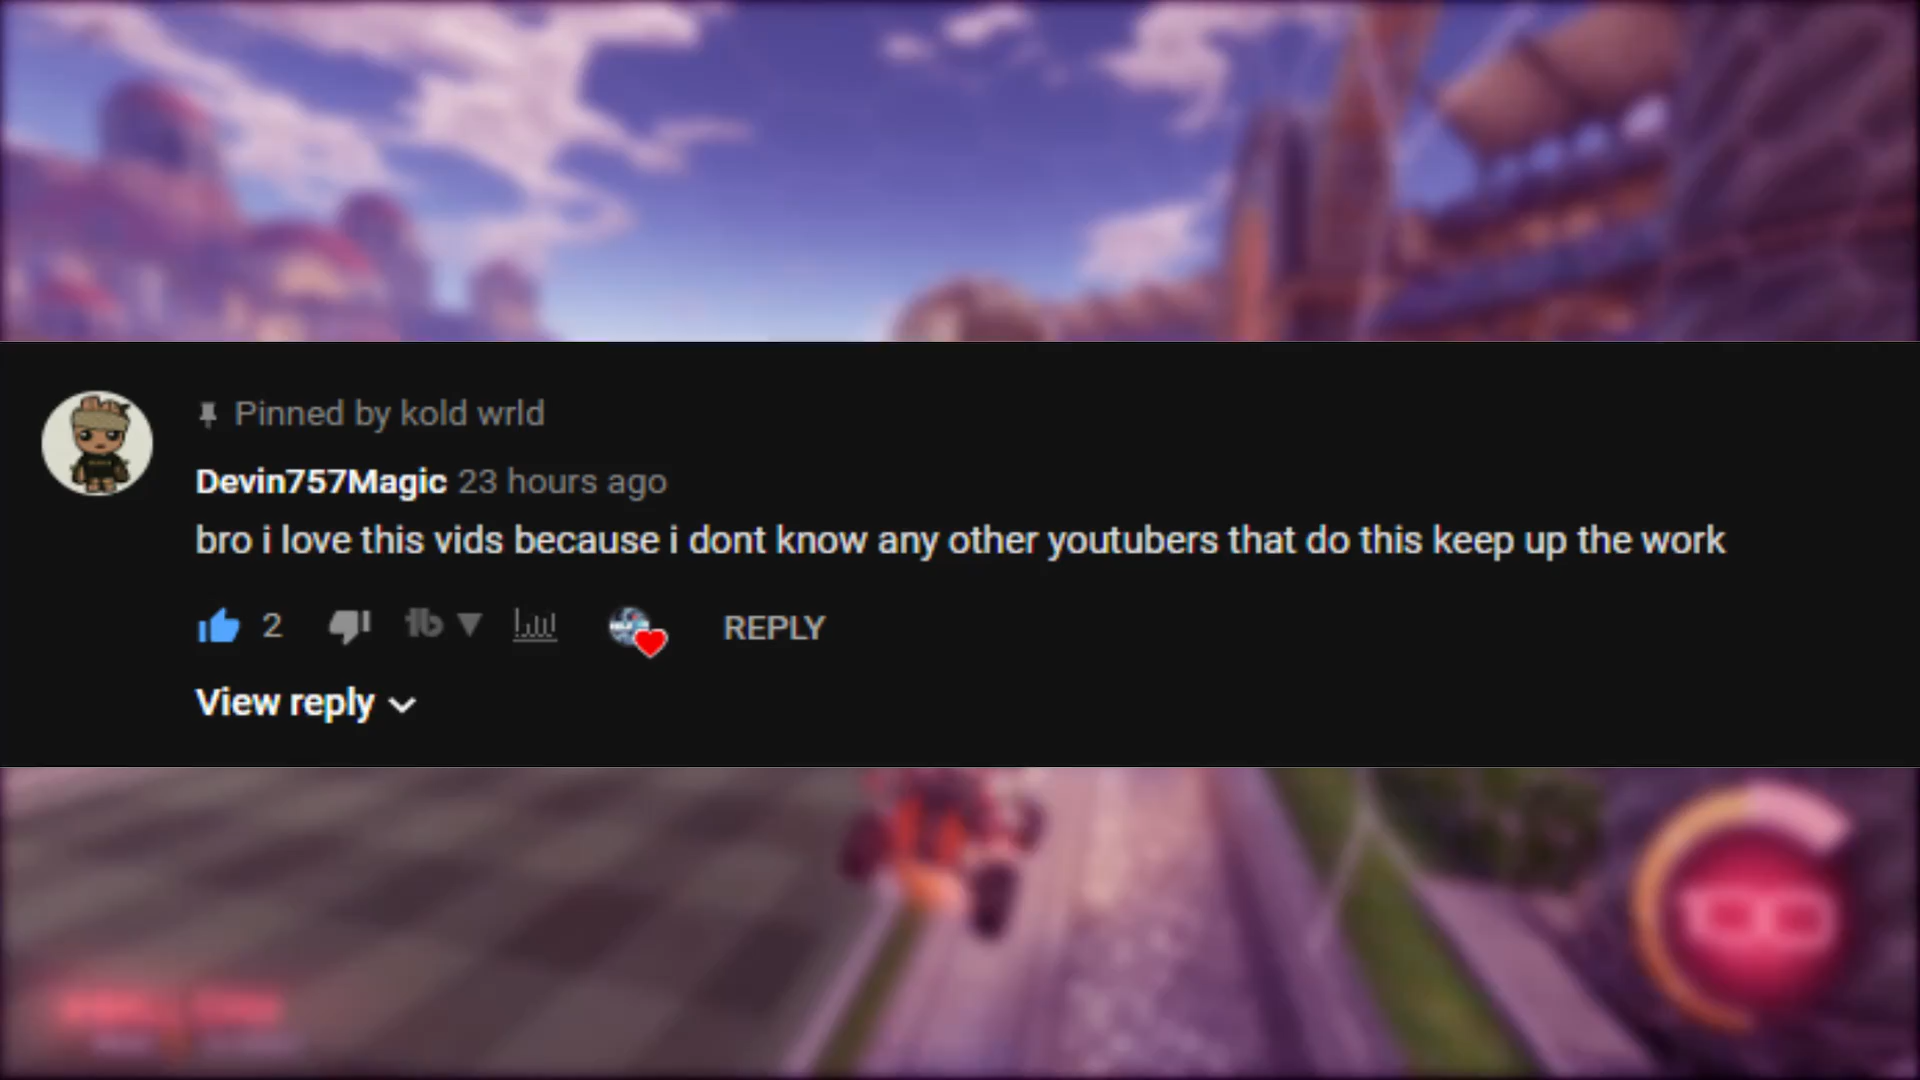 Pinned by kold wrld
Devin757Magic 23 hours ago
bro i love this vids because i dont know any other youtubers that do this keep up the work
2 REPLY
View reply